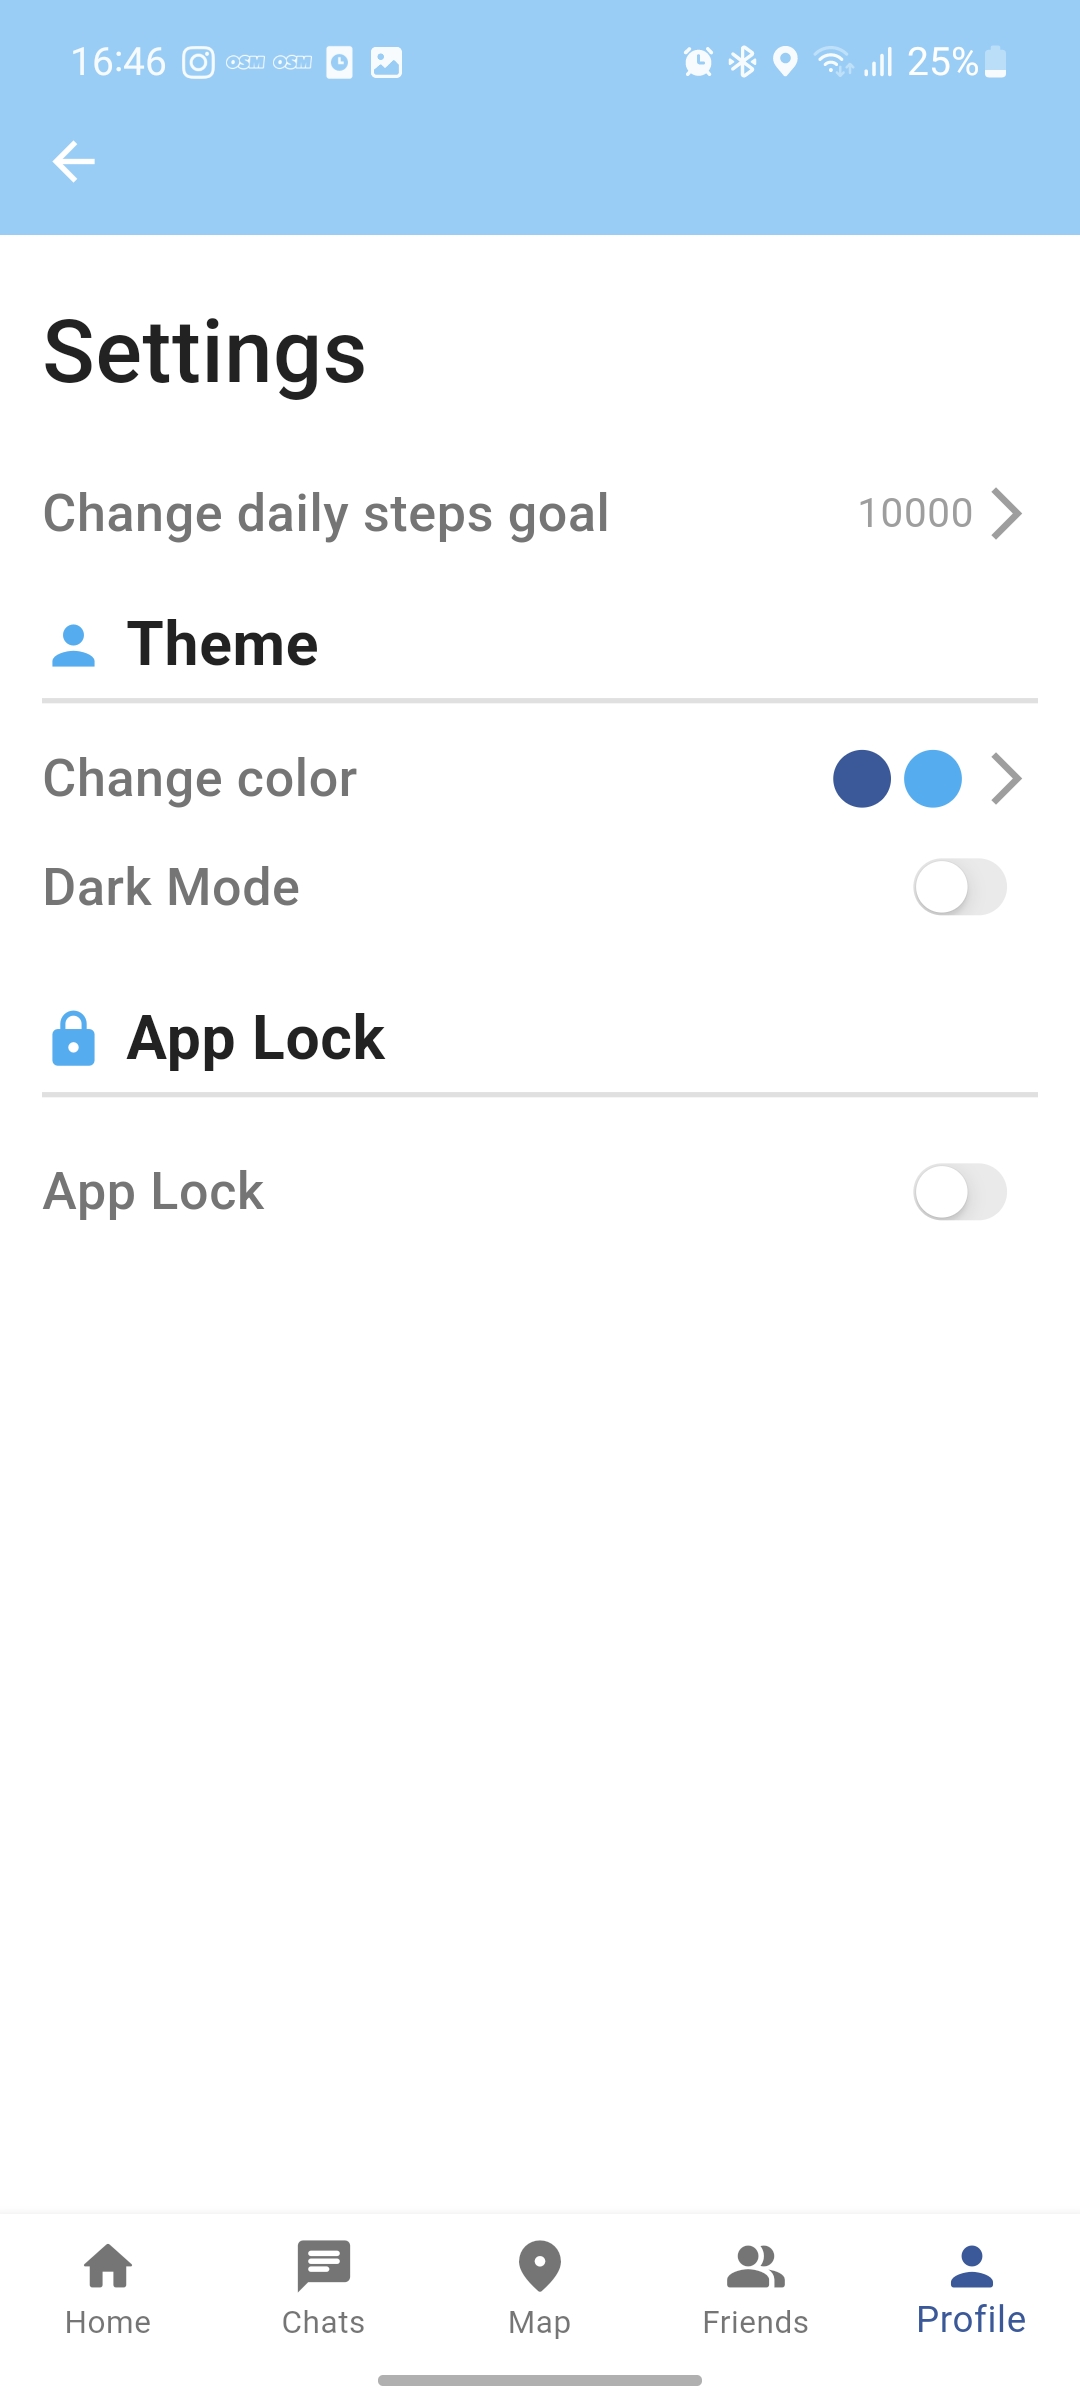 16:46 OSM OSM 25%
Settings
Change daily steps goal 10000
Theme
Change color
Dark Mode
App Lock
App Lock
Home Chats Map Friends Profile